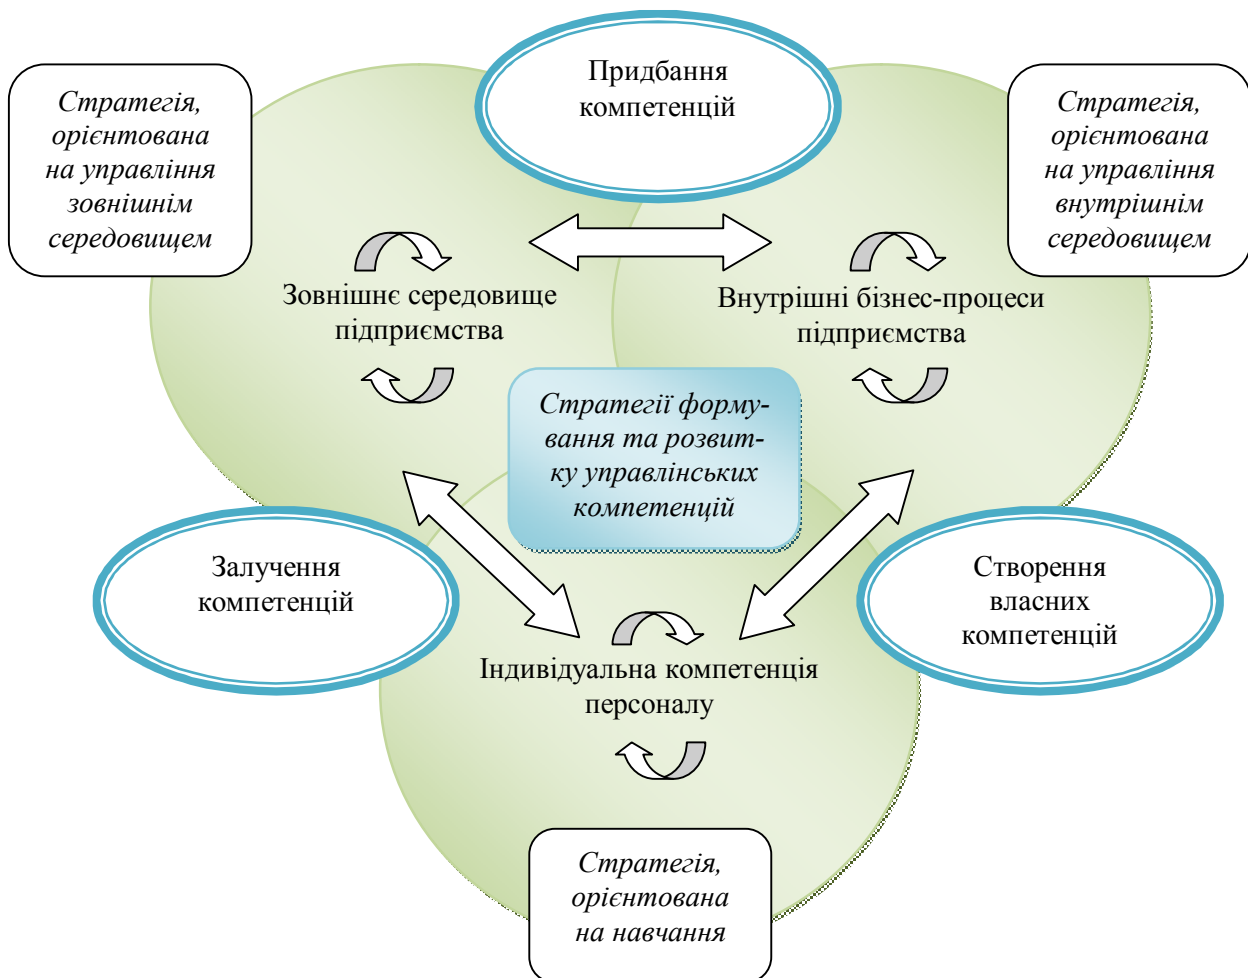 Придбання
компетенцій
Стратегія,
орієнтована
на управління
зовнішнім
середовищем
Стратегія,
орієнтована
на управління
внутрішнім
середовищем
Зовнішнє середовище
підприємства
Внутрішні бізнес-процеси
підприємства
Стратегії форму-
вання та розвит-
ку управлінських
компетенцій
Залучення
компетенцій
Створення
власних
компетенцій
Індивідуальна компетенція
персоналу
Стратегія,
орієнтована
на навчання